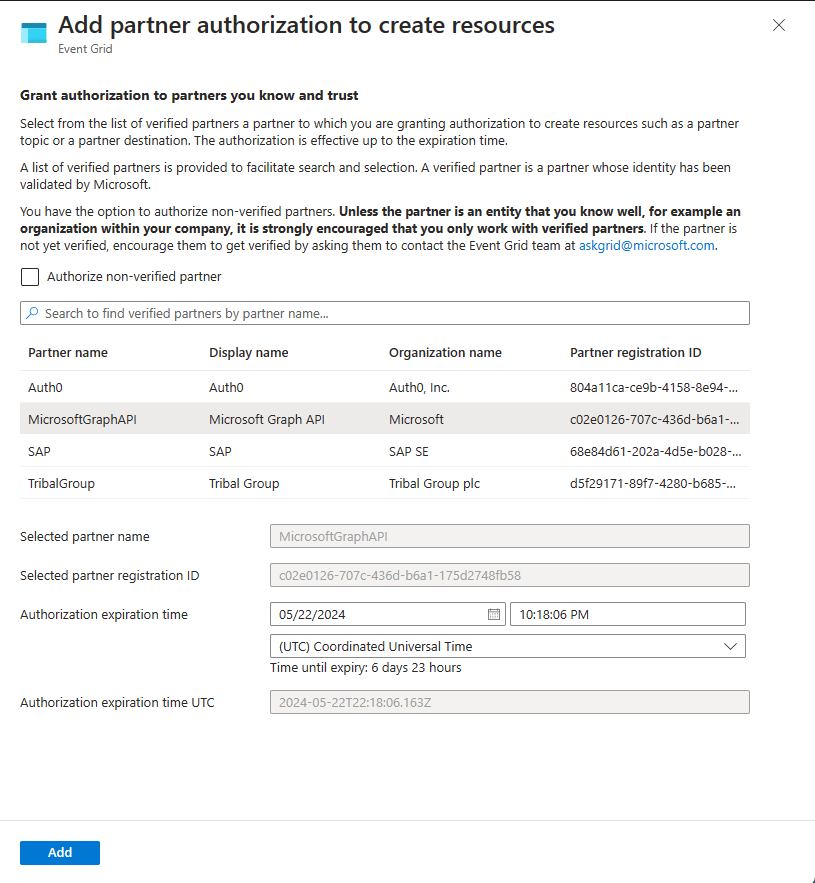 Add partner authorization to create resources
Event Grid
Grant authorization to partners you know and trust
Select from the list of verified partners a partner to which you are granting authorization to create resources such as a partner
topic or a partner destination. The authorization is effective up to the expiration time.
A list of verified partners is provided to facilitate search and selection. A verified partner is a partner whose identity has been
validated by Microsoft.
You have the option to authorize non-verified partners. Unless the partner is an entity that you know well, for example an
organization within your company, it is strongly encouraged that you only work with verified partners. If the partner is
not yet verified, encourage them to get verified by asking them to contact the Event Grid team at askgrid@microsoft.com.
Authorize non-verified partner
Search to find verified partners by partner name...
Partner name Display name Organization name Partner registration ID
Auth0 Auth0 Auth0, Inc. 804a11ca-ce9b-4158-8e94-...
MicrosoftGraphAPI Microsoft Graph API Microsoft c02e0126-707c-436d-b6a1-...
SAP SAP SAP SE 68e84d61-202a-4d5e-b028-...
TribalGroup Tribal Group Tribal Group plc d5f29171-89f7-4280-b685-...
Selected partner name MicrosoftGraphAPI
Selected partner registration ID c02e0126-707c-436d-b6a1-175d2748fb58
Authorization expiration time 05/22/2024 10:18:06 PM
(UTC) Coordinated Universal Time
Time until expiry: 6 days 23 hours
Authorization expiration time UTC 2024-05-22T22:18:06.163Z
Add